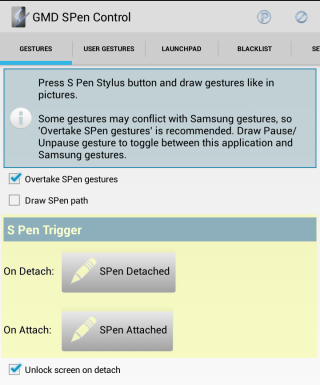 GMD SPen Control
GESTURES USER GESTURES LAUNCHPAD BLACKLIST SE
Press S Pen Stylus button and draw gestures like in
pictures.
Some gestures may conflict with Samsung gestures, so
'Overtake SPen gestures' is recommended. Draw Pause/
Unpause gesture to toggle between this application and
Samsung gestures.
Overtake SPen gestures
Draw SPen path
S Pen Trigger
On Detach: SPen Detached
On Attach: SPen Attached
Unlock screen on detach